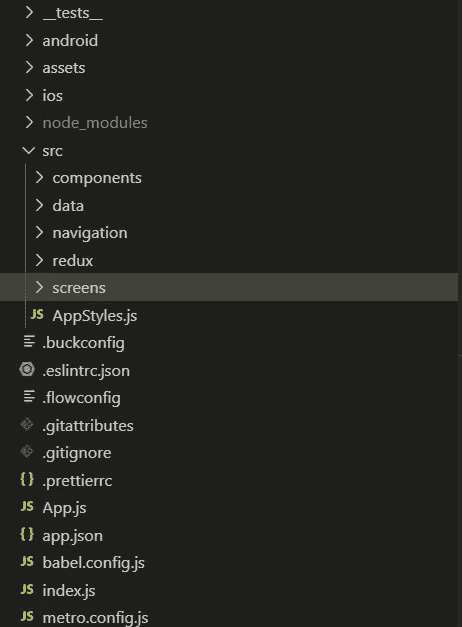 __tests__
android
assets
ios
node_modules
src
components
data
navigation
redux
screens
JS AppStyles.js
.buckconfig
.eslintrc.json
.flowconfig
.gitattributes
.gitignore
{} .prettierrc
JS App.js
{} app.json
JS babel.config.js
JS index.js
JS metro.config.js